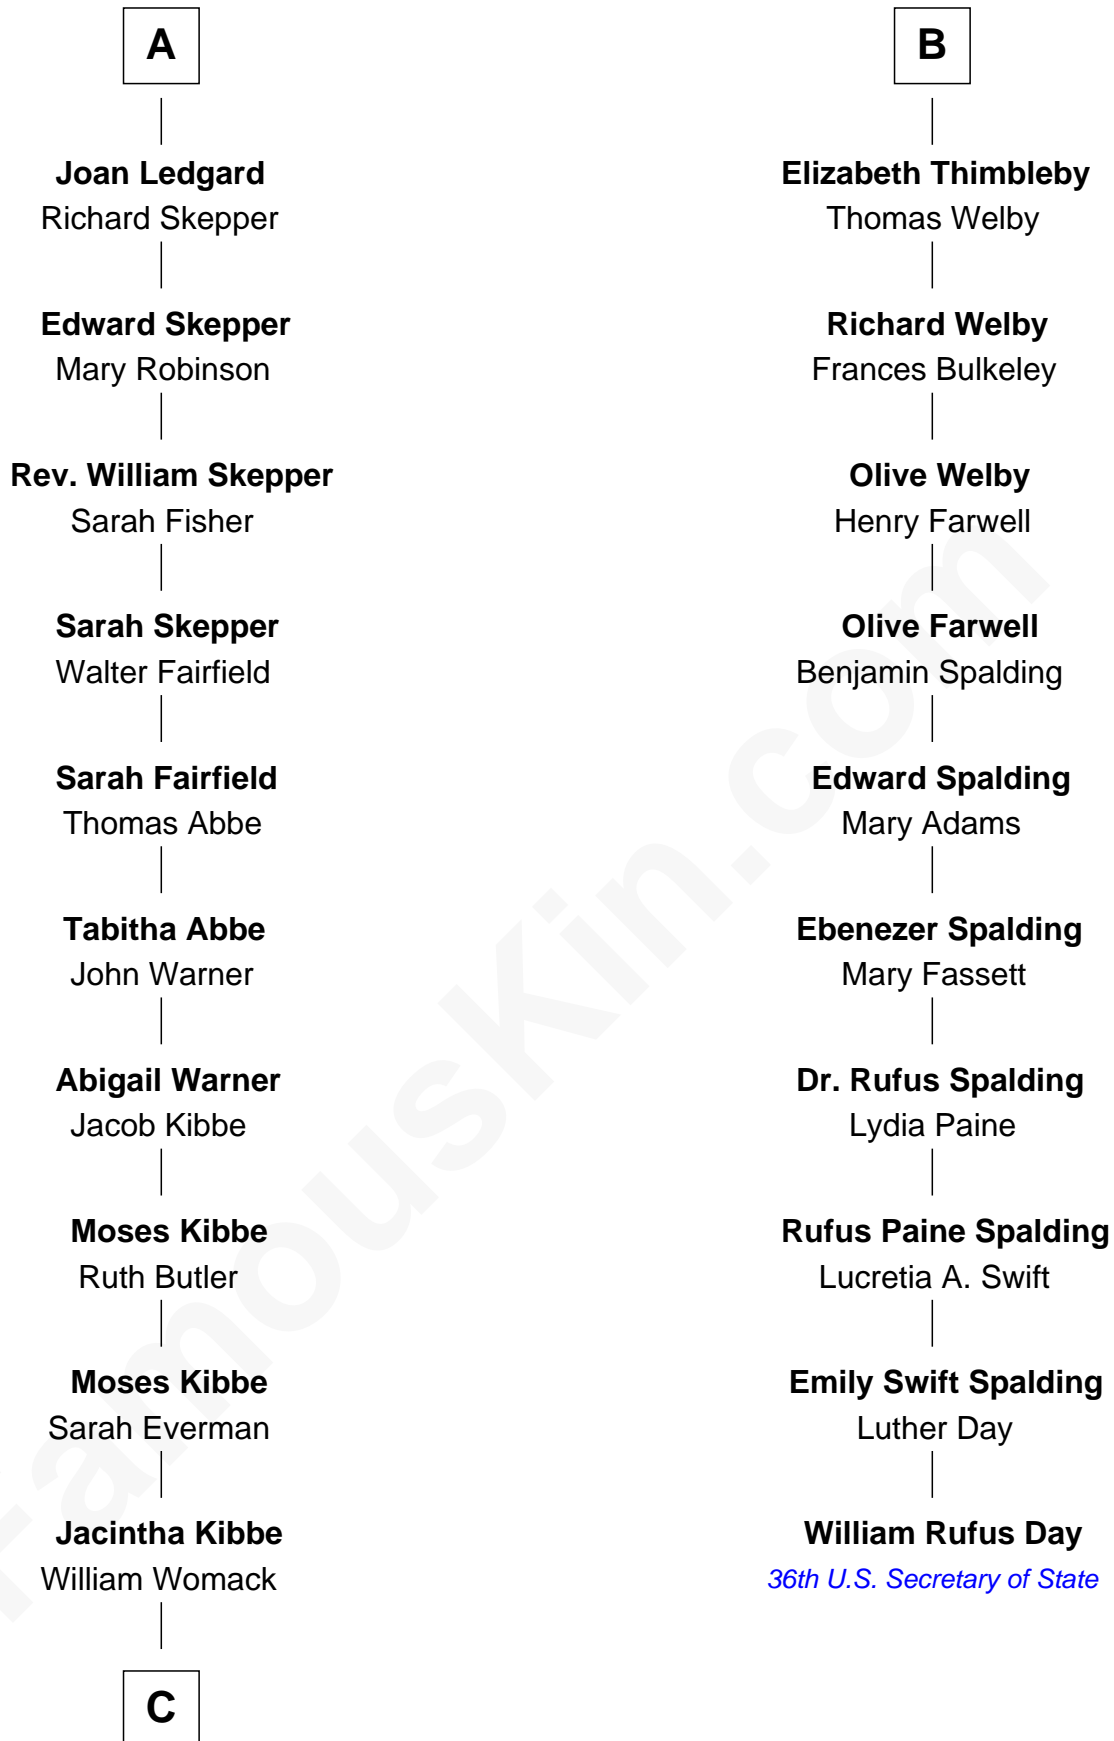 A
Joan Ledgard
Richard Skepper
Edward Skepper
Mary Robinson
Rev. William Skepper
Sarah Fisher
Sarah Skepper
Walter Fairfield
Sarah Fairfield
Thomas Abbe
Tabitha Abbe
John Warner
Abigail Warner
Jacob Kibbe
Moses Kibbe
Ruth Butler
Moses Kibbe
Sarah Everman
Jacintha Kibbe
William Womack
C
B
Elizabeth Thimbleby
Thomas Welby
Richard Welby
Frances Bulkeley
Olive Welby
Henry Farwell
Olive Farwell
Benjamin Spalding
Edward Spalding
Mary Adams
Ebenezer Spalding
Mary Fassett
Dr. Rufus Spalding
Lydia Paine
Rufus Paine Spalding
Lucretia A. Swift
Emily Swift Spalding
Luther Day
William Rufus Day
36th U.S. Secretary of State
FamousKin.com